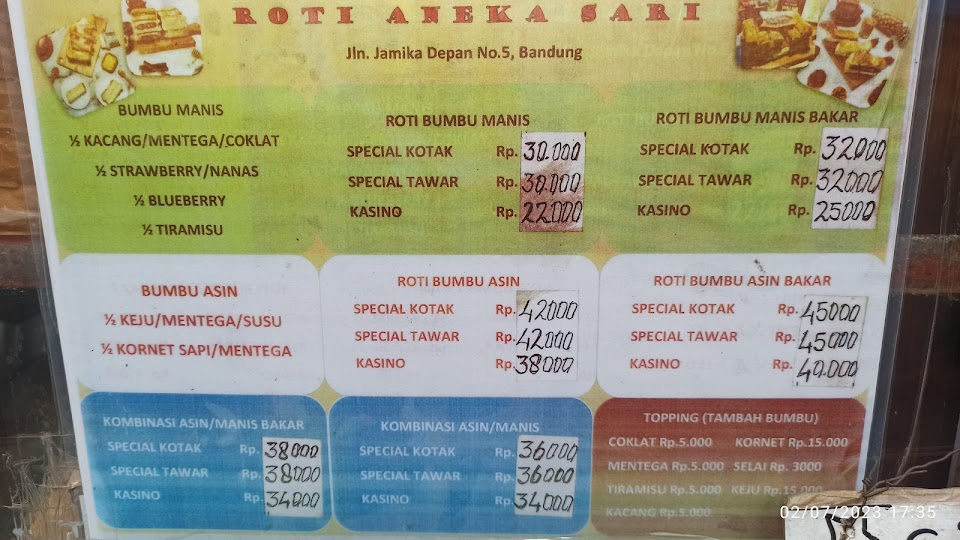 ROTI ANEKA SARI
Jln. Jamika Depan No.5, Bandung
BUMBU MANIS
½ KACANG/MENTEGA/COKLAT
½ STRAWBERRY/NANAS
½ BLUEBERRY
½ TIRAMISU
ROTI BUMBU MANIS
SPECIAL KOTAK Rp. 30.000
SPECIAL TAWAR Rp. 30.000
KASINO Rp. 22.000
ROTI BUMBU MANIS BAKAR
SPECIAL KOTAK Rp. 32000
SPECIAL TAWAR Rp. 32000
KASINO Rp. 25000
BUMBU ASIN
½ KEJU/MENTEGA/SUSU
½ KORNET SAPI/MENTEGA
ROTI BUMBU ASIN
SPECIAL KOTAK Rp. 42000
SPECIAL TAWAR Rp. 42000
KASINO Rp. 38000
ROTI BUMBU ASIN BAKAR
SPECIAL KOTAK Rp. 45000
SPECIAL TAWAR Rp. 45000
KASINO Rp. 40.000
KOMBINASI ASIN/MANIS BAKAR
SPECIAL KOTAK Rp. 38000
SPECIAL TAWAR Rp. 38000
KASINO Rp. 34000
KOMBINASI ASIN/MANIS
SPECIAL KOTAK Rp. 36000
SPECIAL TAWAR Rp. 36000
KASINO Rp. 34000
TOPPING (TAMBAH BUMBU)
COKLAT Rp.5.000 KORNET Rp.15.000
MENTEGA Rp.5.000 SELAI Rp. 3000
TIRAMISU Rp.5.000 KEJU Rp.15.000
KACANG Rp.5.000
02/07/2023 17:35